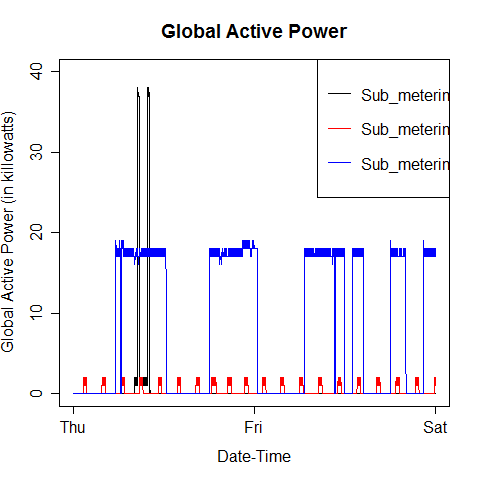 Global Active Power
Sub_meterin
Sub_meterin
Sub_meterin
Global Active Power (in killowatts)
40
30
20
10
0
Thu Fri Sat
Date-Time